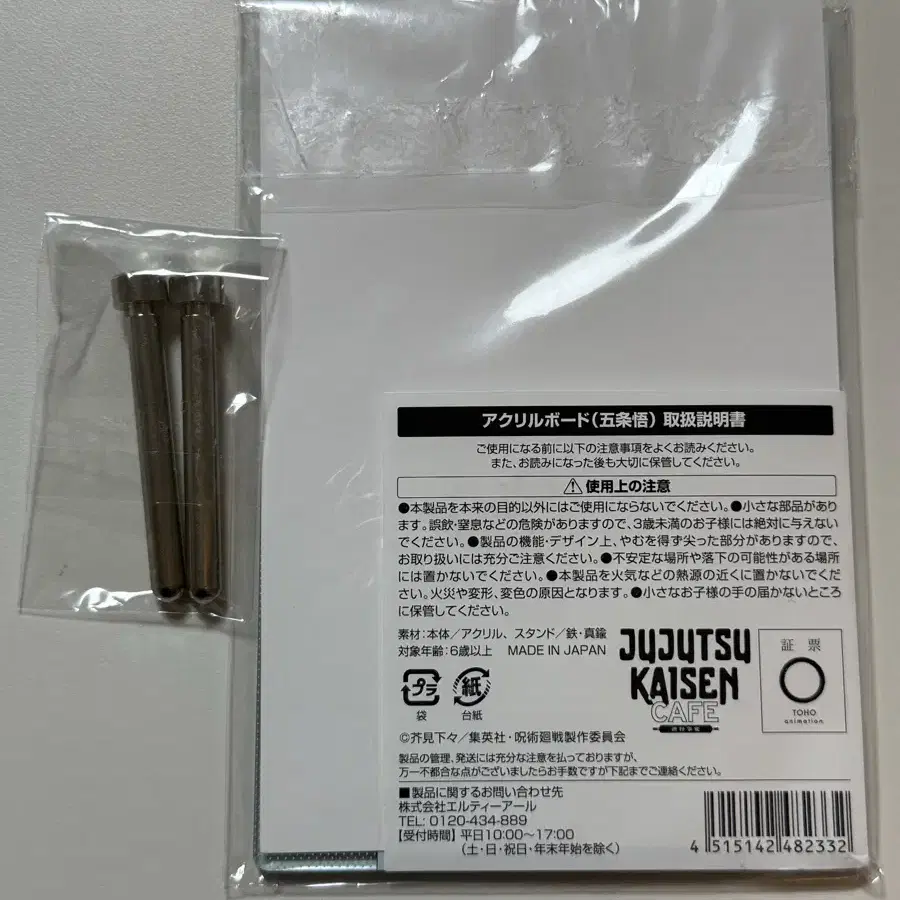 アクリルボード(五条悟) 取扱説明書
ご使用になる前に以下の注意事項をよくお読みください。
また、お読みになった後も大切に保管してください。
⚠使用上の注意
●本製品を本来の目的以外にはご使用にならないでください。●小さな部品があり
ます。誤飲・窒息などの危険がありますので、3歳未満のお子様には絶対に与えない
でください。●製品の機能・デザイン上、やむを得ず尖った部分がありますので、
お取り扱いには充分ご注意ください。●不安定な場所や落下の可能性がある場所
には置かないでください。●本製品を火気などの熱源の近くに置かないでくださ
い。火災や変形、変色の原因となります。●小さなお子様の手の届かないところ
に保管してください。
素材:本体/アクリル、スタンド/鉄・真鍮
対象年齢:6歳以上 MADE IN JAPAN
プラ
袋
紙
台紙
JUJUTSU
KAISEN
CAFE
証票
TOHO
animation
©芥見下々/集英社・呪術廻戦製作委員会
製品の管理、発送には充分な注意を払っておりますが、
万一不都合な点がございましたらお手数ですが下記までご連絡ください。
■製品に関するお問い合わせ先
株式会社エルティーアール
TEL: 0120-434-889
【受付時間】平日10:00〜17:00
(土・日・祝日・年末年始を除く)
4 515142 482332